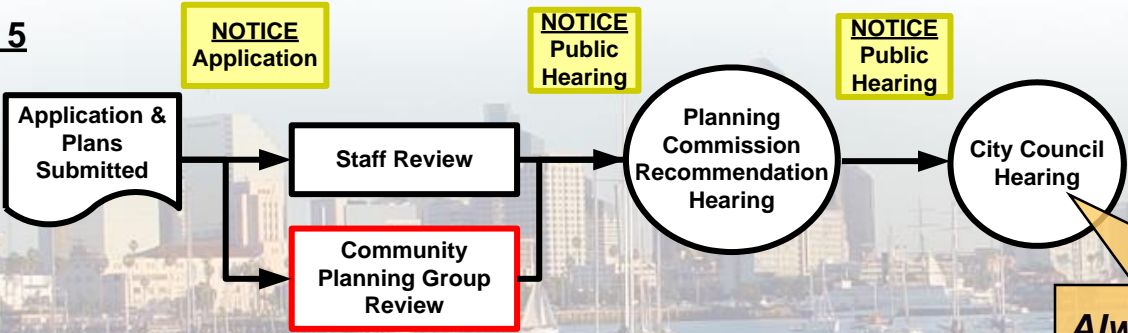 5
NOTICE
Application
NOTICE
Public
Hearing
NOTICE
Public
Hearing
Application &
Plans
Submitted
Staff Review
Community
Planning Group
Review
Planning
Commission
Recommendation
Hearing
City Council
Hearing